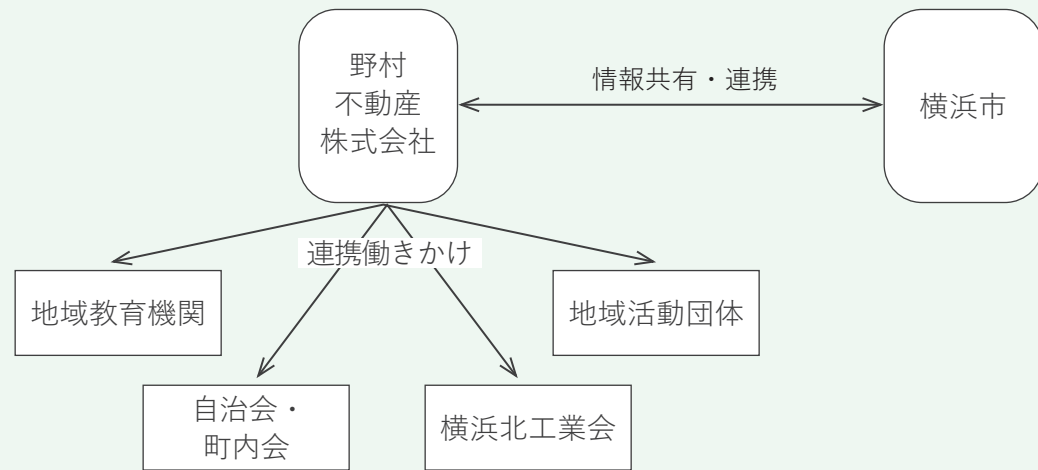 野村
不動産
株式会社
情報共有・連携
横浜市
連携働きかけ
地域教育機関
地域活動団体
自治会・
町内会
横浜北工業会